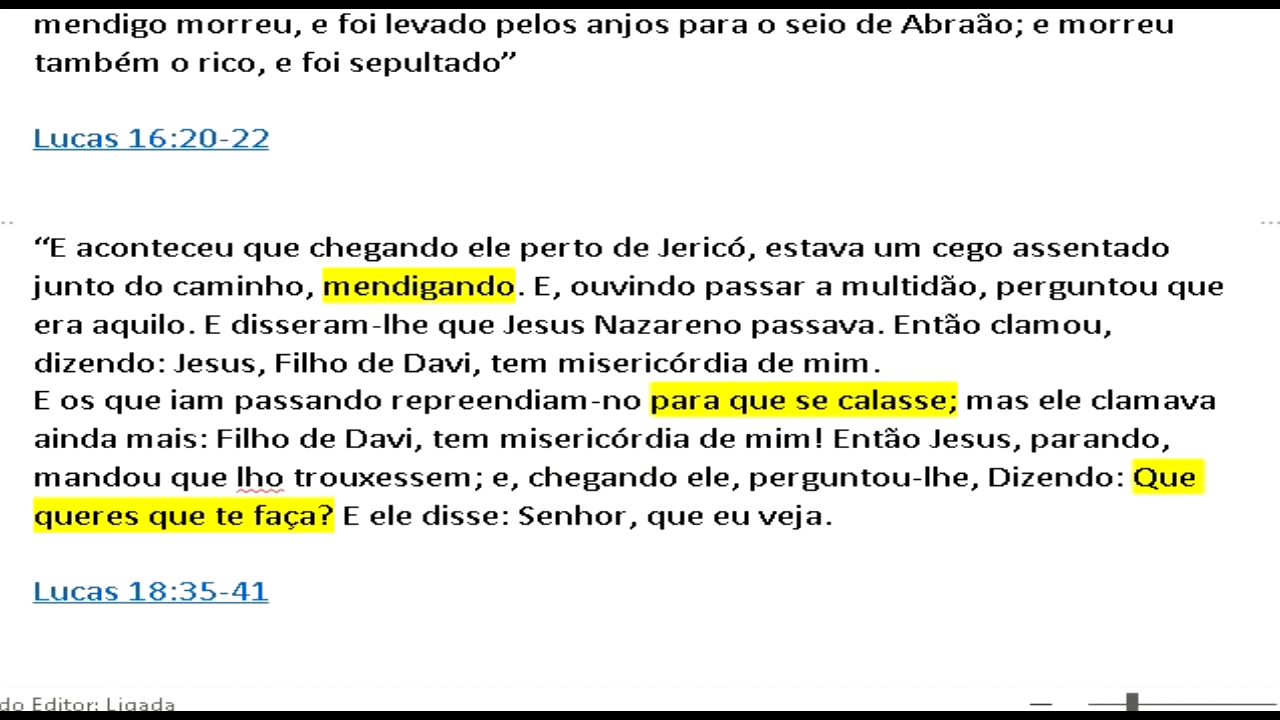 mendigo morreu, e foi levado pelos anjos para o seio de Abraão; e morreu
também o rico, e foi sepultado”
Lucas 16:20-22
“E aconteceu que chegando ele perto de Jericó, estava um cego assentado
junto do caminho, mendigando. E, ouvindo passar a multidão, perguntou que
era aquilo. E disseram-lhe que Jesus Nazareno passava. Então clamou,
dizendo: Jesus, Filho de Davi, tem misericórdia de mim.
E os que iam passando repreendiam-no para que se calasse; mas ele clamava
ainda mais: Filho de Davi, tem misericórdia de mim! Então Jesus, parando,
mandou que lho trouxessem; e, chegando ele, perguntou-lhe, Dizendo: Que
queres que te faça? E ele disse: Senhor, que eu veja.
Lucas 18:35-41
do Editor: Ligada